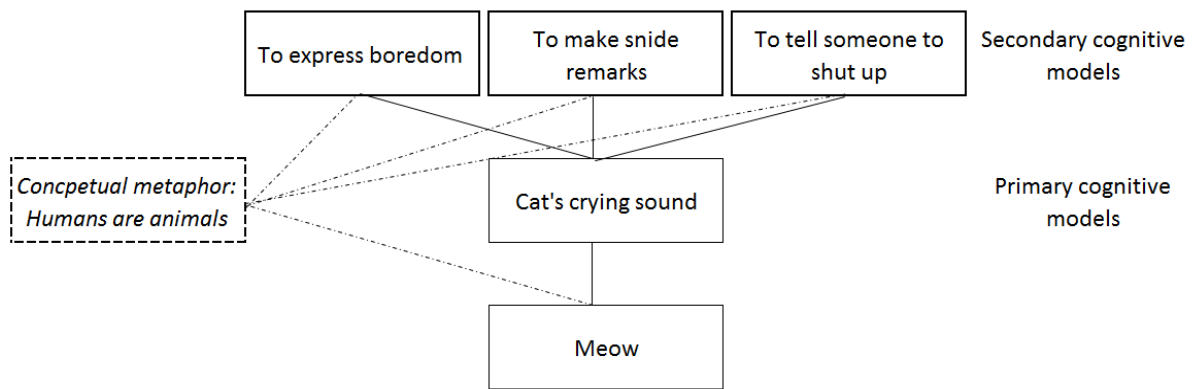 To express boredom
To make snide
remarks
To tell someone to
shut up
Secondary cognitive
models
Concpetual metaphor:
Humans are animals
Cat's crying sound
Primary cognitive
models
Meow